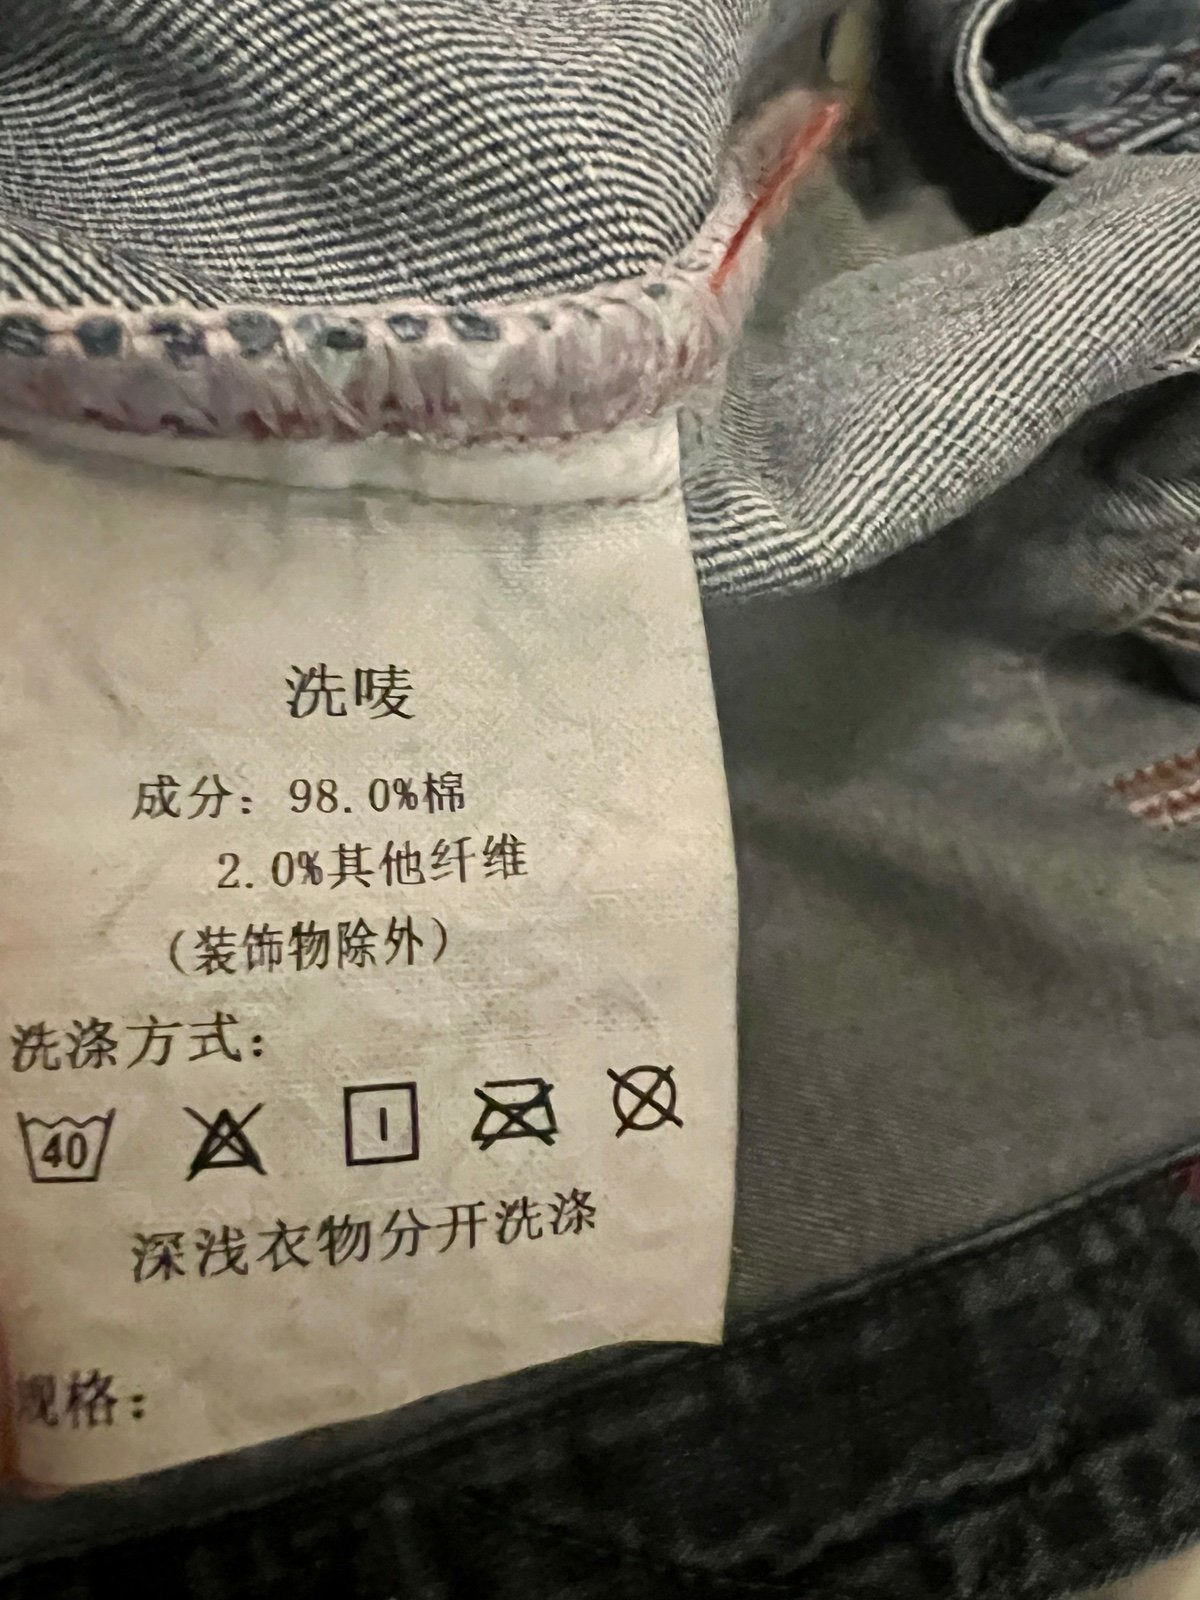 洗唛
成分：98.0%棉
2.0%其他纤维
（装饰物除外）
洗涤方式：
40
深浅衣物分开洗涤
规格：